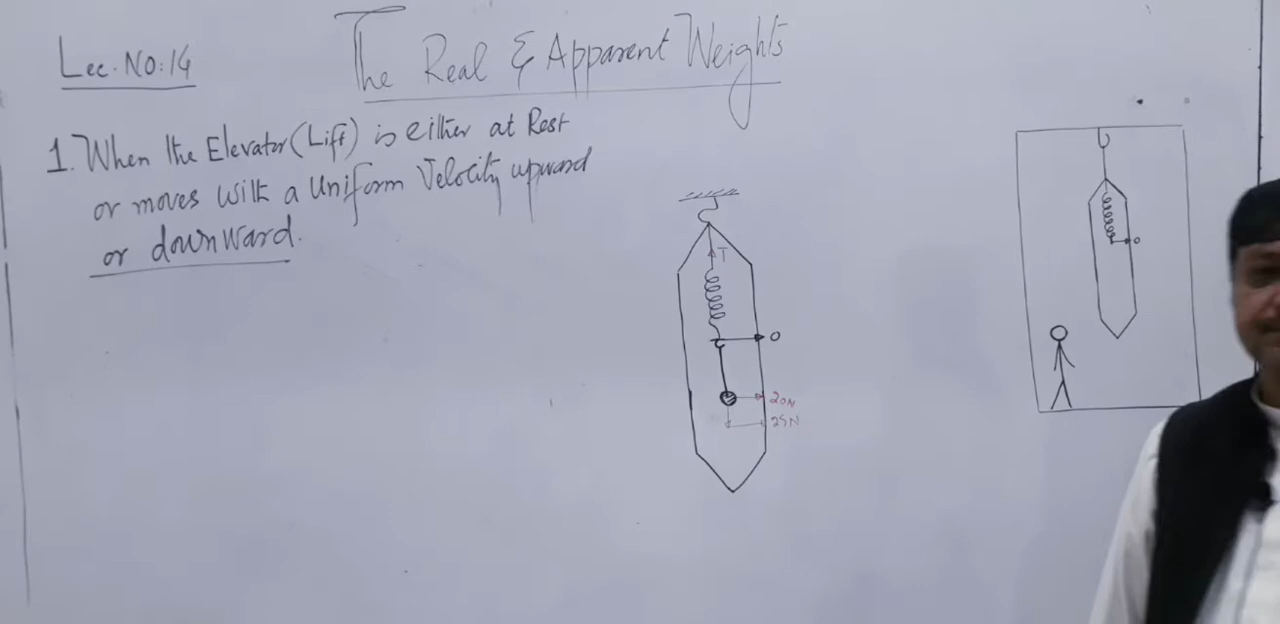 Lec. No: 14
The Real & Apparent Weights
1. When the Elevator (Lift) is either at Rest
or moves with a Uniform Velocity upward
or downward.
T
0
20N
25N
0